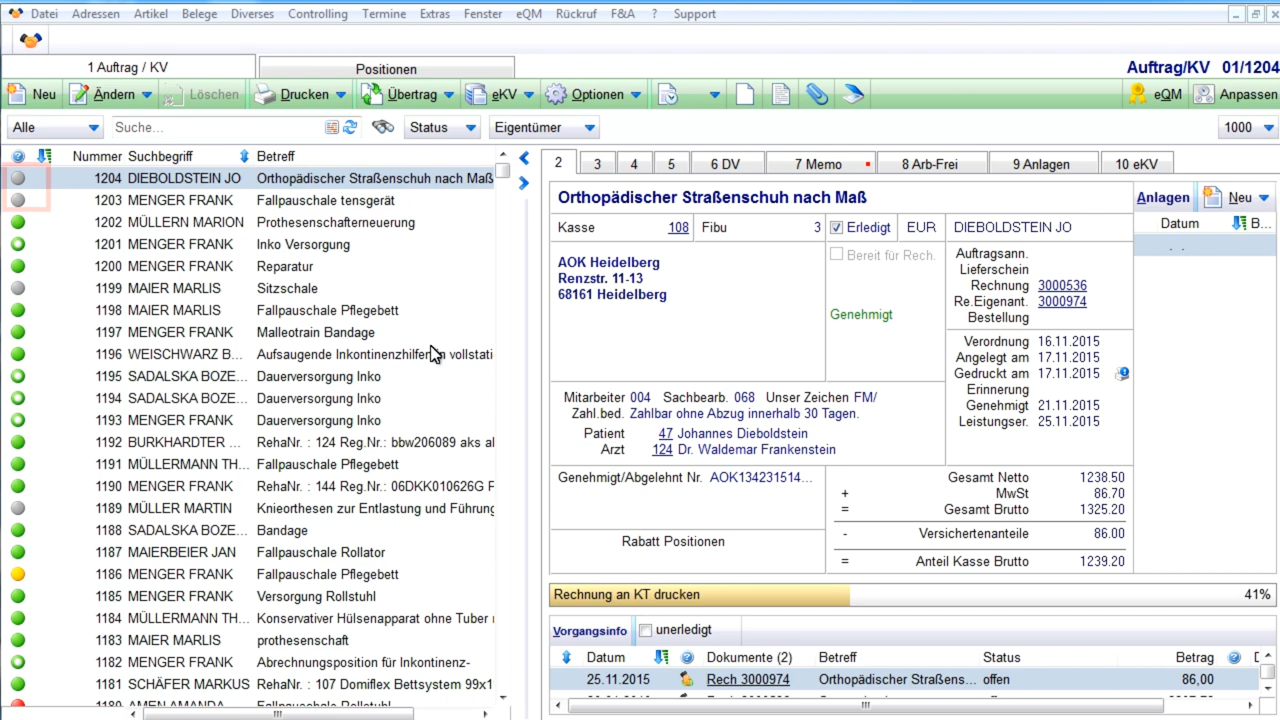 Datei Adressen Artikel Belege Diverses Controlling Termine Extras Fenster eQM Rückruf F&A ? Support
1 Auftrag / KV
Positionen
Auftrag/KV 01/1204
Neu Ändern Löschen Drucken Übertrag eKV Optionen eQM Anpassen
Alle Suche... Status Eigentümer 1000
Nummer Suchbegriff Betreff
1204 DIEBOLDSTEIN JO Orthopädischer Straßenschuh nach Maß
1203 MENGER FRANK Fallpauschale tensgerät
1202 MÜLLERN MARION Prothesenschafterneuerung
1201 MENGER FRANK Inko Versorgung
1200 MENGER FRANK Reparatur
1199 MAIER MARLIS Sitzschale
1198 MAIER MARLIS Fallpauschale Pflegebett
1197 MENGER FRANK Malleotrain Bandage
1196 WEISCHWARZ B... Aufsaugende Inkontinenzhilfen vollstati
1195 SADALSKA BOZE... Dauerversorgung Inko
1194 SADALSKA BOZE... Dauerversorgung Inko
1193 MENGER FRANK Dauerversorgung Inko
1192 BURKHARDTER ... RehaNr. : 124 Reg.Nr.: bbw206089 aks al
1191 MÜLLERMANN TH... Fallpauschale Pflegebett
1190 MENGER FRANK RehaNr. : 144 Reg.Nr.: 06DKK010626G F
1189 MÜLLER MARTIN Knieorthesen zur Entlastung und Führung
1188 SADALSKA BOZE... Bandage
1187 MAIERBEIER JAN Fallpauschale Rollator
1186 MENGER FRANK Fallpauschale Pflegebett
1185 MENGER FRANK Versorgung Rollstuhl
1184 MÜLLERMANN TH... Konservativer Hülsenapparat ohne Tuber
1183 MAIER MARLIS prothesenschaft
1182 MENGER FRANK Abrechnungsposition für Inkontinenz-
1181 SCHÄFER MARKUS RehaNr. : 107 Domiflex Bettsystem 99x1
1180 AMEN AMANDA Fallpauschale Rollstuhl
2 3 4 5 6 DV 7 Memo 8 Arb-Frei 9 Anlagen 10 eKV
Orthopädischer Straßenschuh nach Maß
Kasse 108 Fibu 3 Erledigt EUR DIEBOLDSTEIN JO
AOK Heidelberg
Renzstr. 11-13
68161 Heidelberg
Bereit für Rech.
Genehmigt
Auftragsann.
Lieferschein
Rechnung 3000536
Re.Eigenant. 3000974
Bestellung
Verordnung 16.11.2015
Angelegt am 17.11.2015
Gedruckt am 17.11.2015
Erinnerung
Genehmigt 21.11.2015
Leistungser. 25.11.2015
Mitarbeiter 004 Sachbearb. 068 Unser Zeichen FM/
Zahl.bed. Zahlbar ohne Abzug innerhalb 30 Tagen.
Patient 47 Johannes Dieboldstein
Arzt 124 Dr. Waldemar Frankenstein
Genehmigt/Abgelehnt Nr. AOK134231514...
Rabatt Positionen
Gesamt Netto 1238.50
+ MwSt 86.70
= Gesamt Brutto 1325.20
- Versichertenanteile 86.00
= Anteil Kasse Brutto 1239.20
Anlagen Neu
Datum B...
. .
Rechnung an KT drucken 41%
Vorgangsinfo unerledigt
Datum Dokumente (2) Betreff Status Betrag
25.11.2015 Rech 3000974 Orthopädischer Straßens... offen 86,00